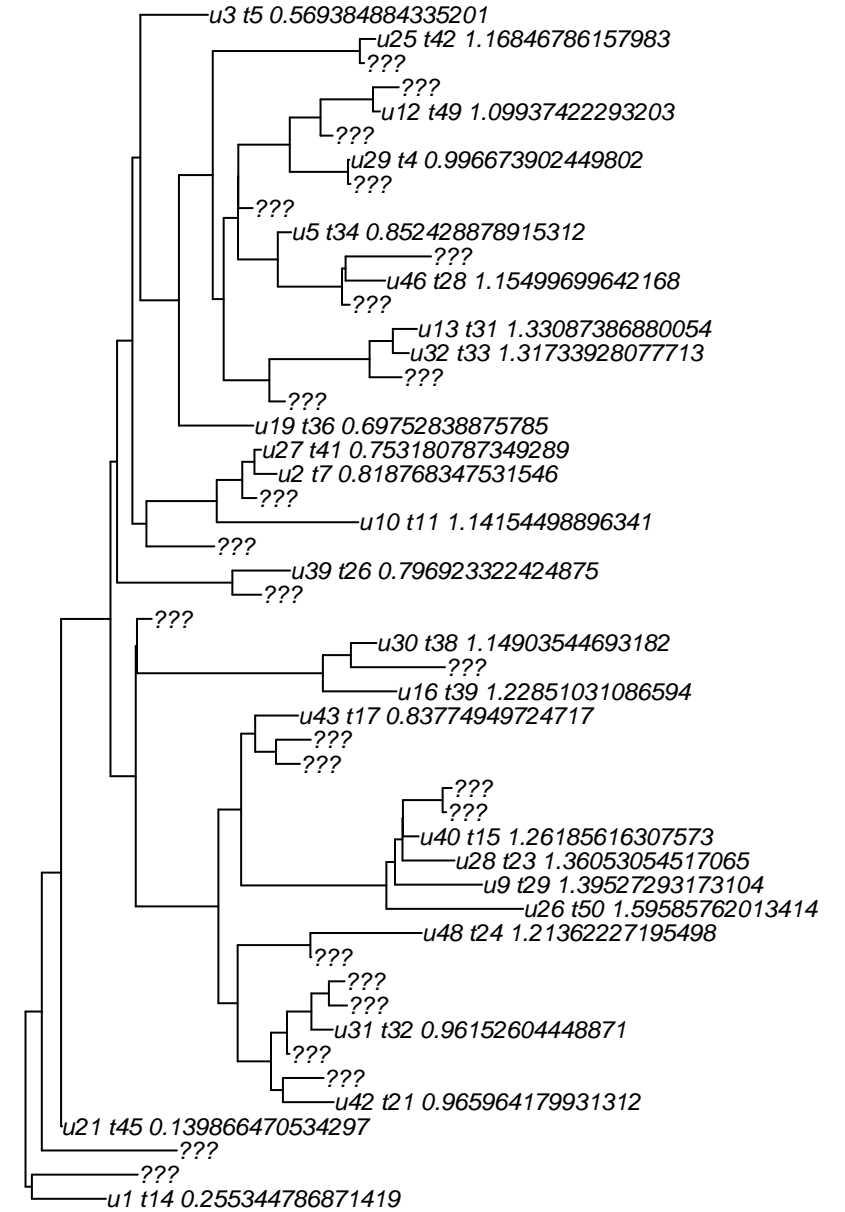 u3 t5 0.569384884335201
u25 t42 1.16846786157983
???
???
u12 t49 1.09937422293203
???
u29 t4 0.996673902449802
???
???
u5 t34 0.852428878915312
???
u46 t28 1.15499699642168
???
u13 t31 1.33087386880054
u32 t33 1.31733928077713
???
???
u19 t36 0.69752838875785
u27 t41 0.753180787349289
u2 t7 0.818768347531546
???
u10 t11 1.14154498896341
???
u39 t26 0.796923322424875
???
???
u30 t38 1.14903544693182
???
u16 t39 1.22851031086594
u43 t17 0.83774949724717
???
???
???
???
u40 t15 1.26185616307573
u28 t23 1.36053054517065
u9 t29 1.39527293173104
u26 t50 1.59585762013414
u48 t24 1.21362227195498
???
???
???
u31 t32 0.96152604448871
???
???
u42 t21 0.965964179931312
u21 t45 0.139866470534297
???
???
u1 t14 0.255344786871419